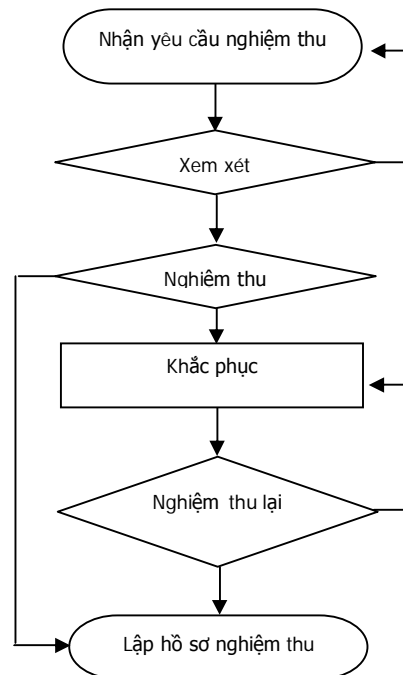 Nhận yêu cầu nghiệm thu
Xem xét
Nghiệm thu
Khắc phục
Nghiệm thu lại
Lập hồ sơ nghiệm thu